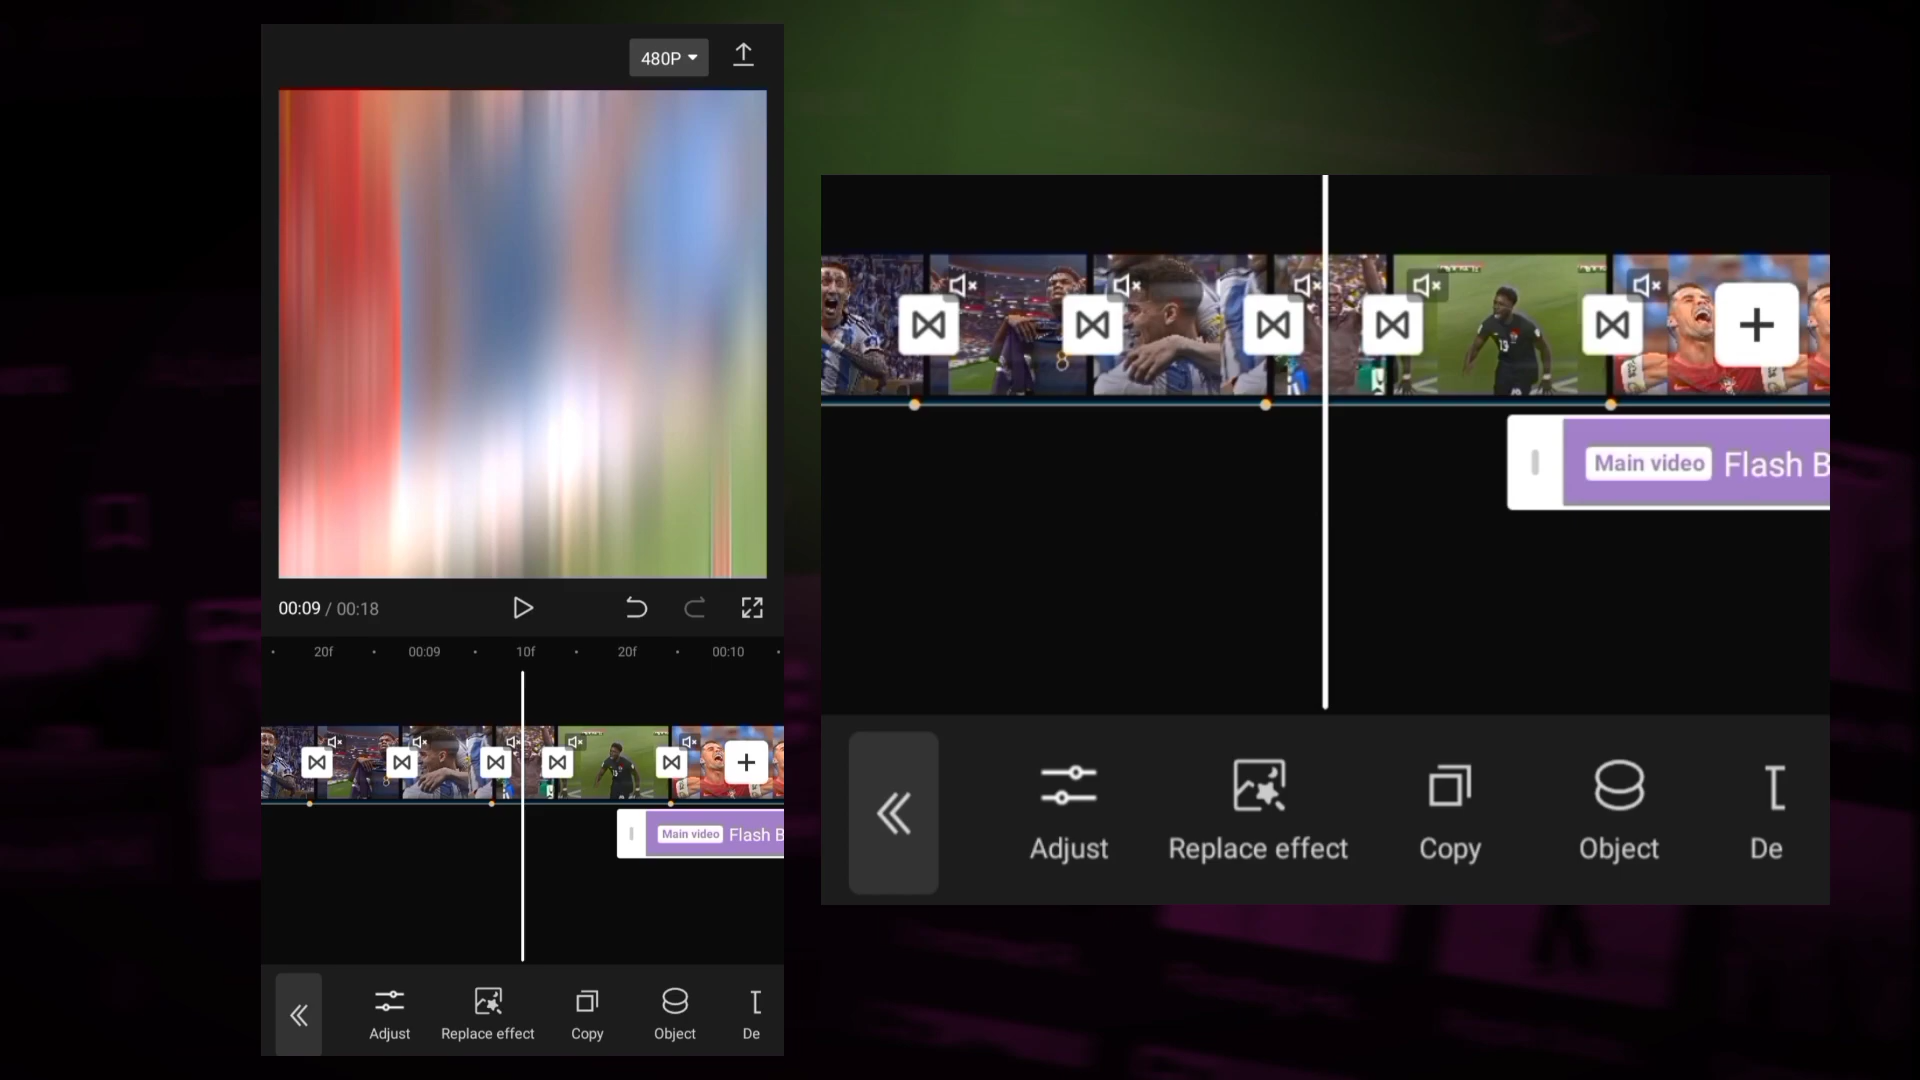 480P
00:09 / 00:18
20f 00:09 10f 20f 00:10
Main video Flash B
Adjust Replace effect Copy Object De
13
Main video Flash B
Adjust Replace effect Copy Object De